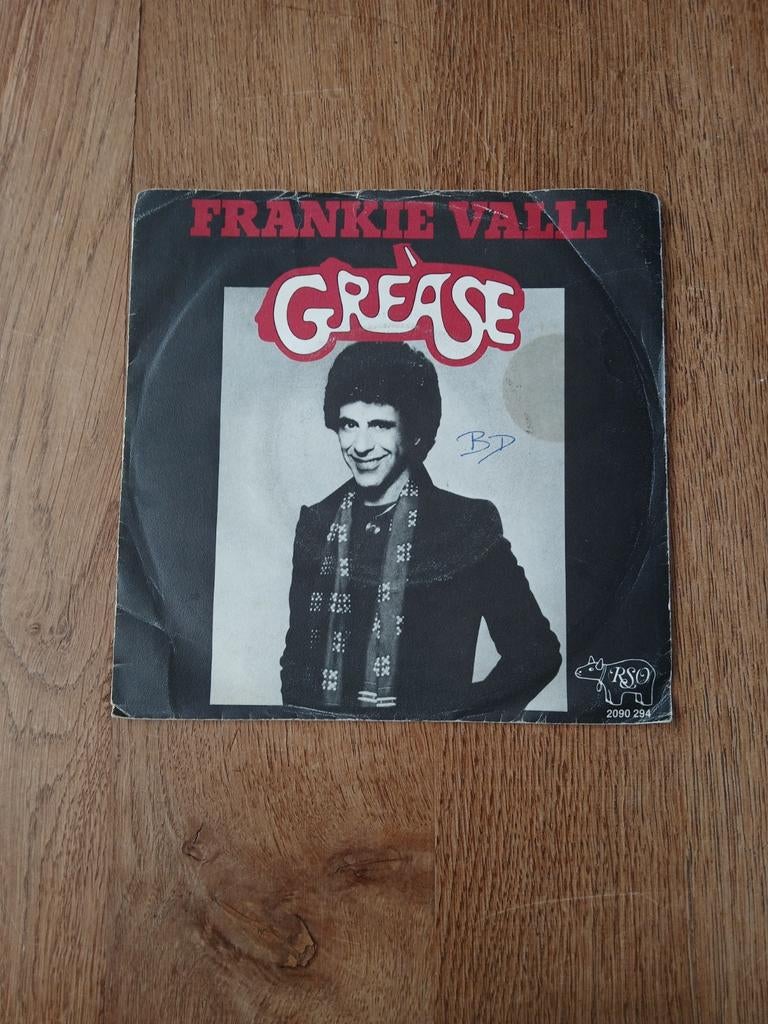 FRANKIE VALLI
GREASE
BD
RSO
2090 294